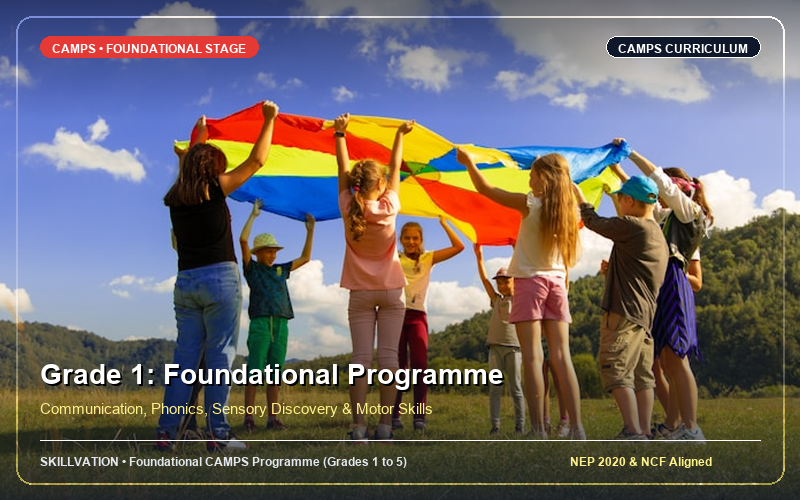 CAMPS • FOUNDATIONAL STAGE
CAMPS CURRICULUM
Grade 1: Foundational Programme
Communication, Phonics, Sensory Discovery & Motor Skills
SKILLVATION • Foundational CAMPS Programme (Grades 1 to 5)
NEP 2020 & NCF Aligned